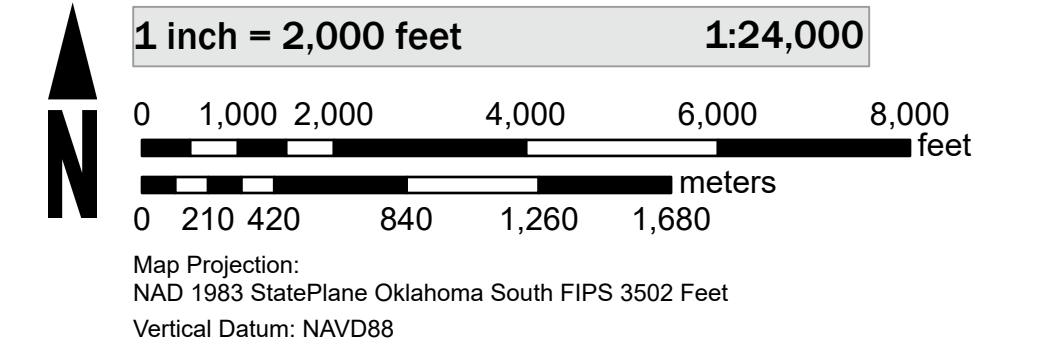 N
1 inch = 2,000 feet 1:24,000
0 1,000 2,000 4,000 6,000 8,000
feet
meters
0 210 420 840 1,260 1,680
Map Projection:
NAD 1983 StatePlane Oklahoma South FIPS 3502 Feet
Vertical Datum: NAVD88